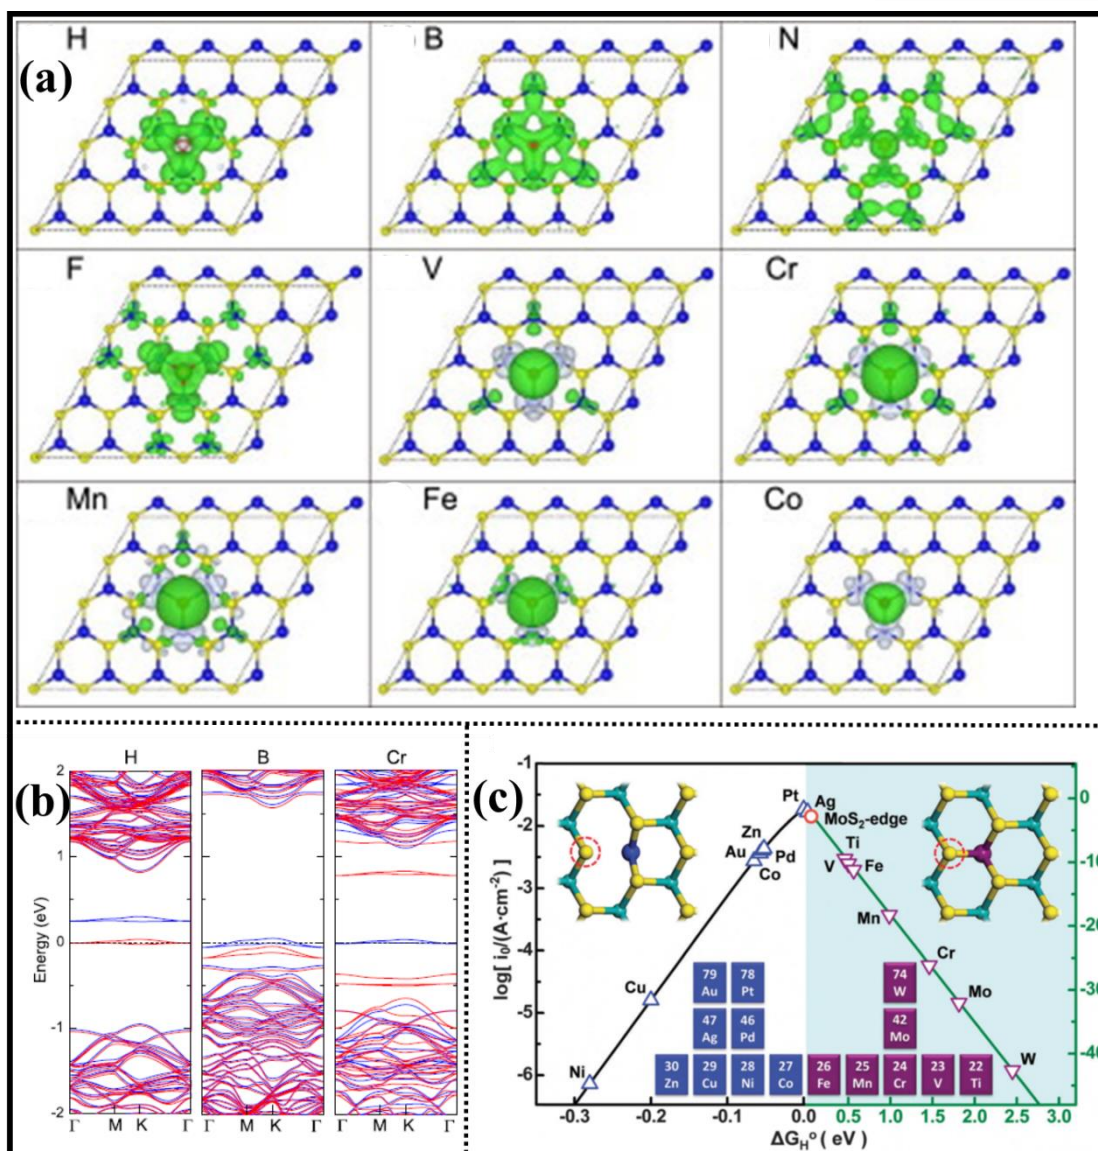 (a)
H
B
N
F
V
Cr
Mn
Fe
Co
(b)
H
B
Cr
Energy (eV)
2
1
0
-1
-2
Γ M K Γ
Γ M K Γ
Γ M K Γ
(c)
log[ i₀/(A·cm⁻²) ]
-1
-2
-3
-4
-5
-6
Pt
Ag
MoS₂-edge
Zn
Au
Pd
Co
Ti
V
Fe
Mn
Cr
Cu
Mo
W
Ni
79 Au
78 Pt
74 W
47 Ag
46 Pd
42 Mo
30 Zn
29 Cu
28 Ni
27 Co
26 Fe
25 Mn
24 Cr
23 V
22 Ti
0
-10
-20
-30
-40
-0.3 -0.2 -0.1 0.0 0.5 1.0 1.5 2.0 2.5
ΔG_H° ( eV )